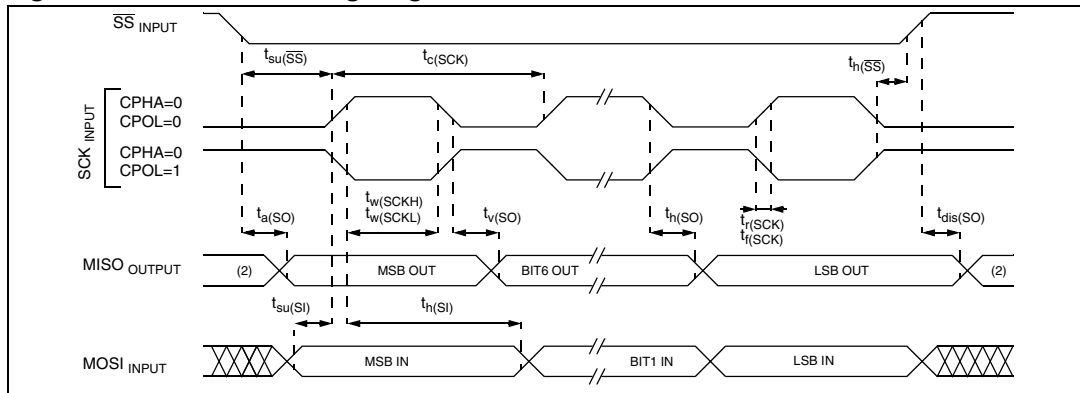 SS INPUT
tsu(SS)
tc(SCK)
th(SS)
SCK INPUT
CPHA=0
CPOL=0
CPHA=0
CPOL=1
ta(SO)
tw(SCKH)
tw(SCKL)
tv(SO)
th(SO)
tr(SCK)
tf(SCK)
tdis(SO)
MISO OUTPUT
(2)
MSB OUT
BIT6 OUT
LSB OUT
(2)
tsu(SI)
th(SI)
MOSI INPUT
MSB IN
BIT1 IN
LSB IN